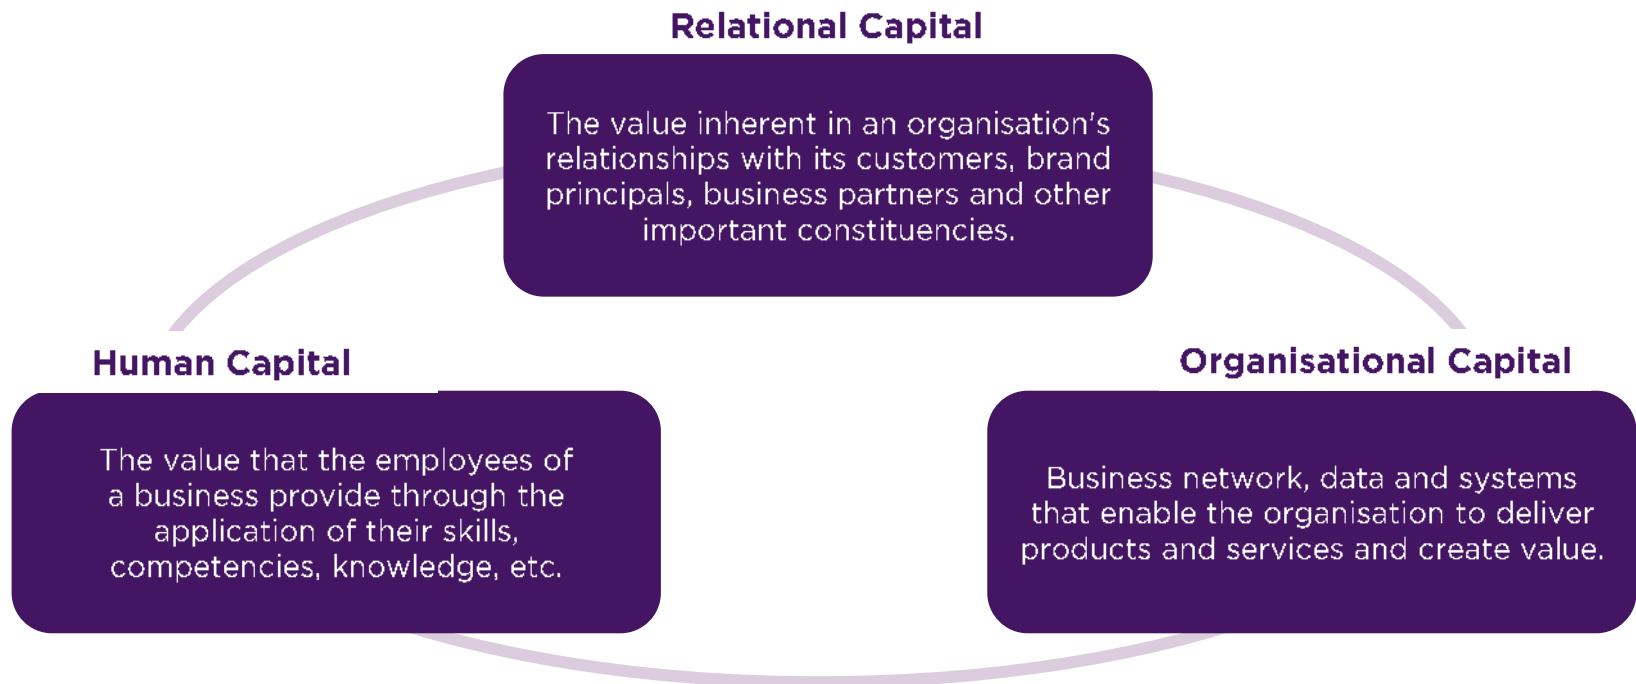 Relational Capital
The value inherent in an organisation's
relationships with its customers, brand
principals, business partners and other
important constituencies.
Human Capital
The value that the employees of
a business provide through the
application of their skills,
competencies, knowledge, etc.
Organisational Capital
Business network, data and systems
that enable the organisation to deliver
products and services and create value.